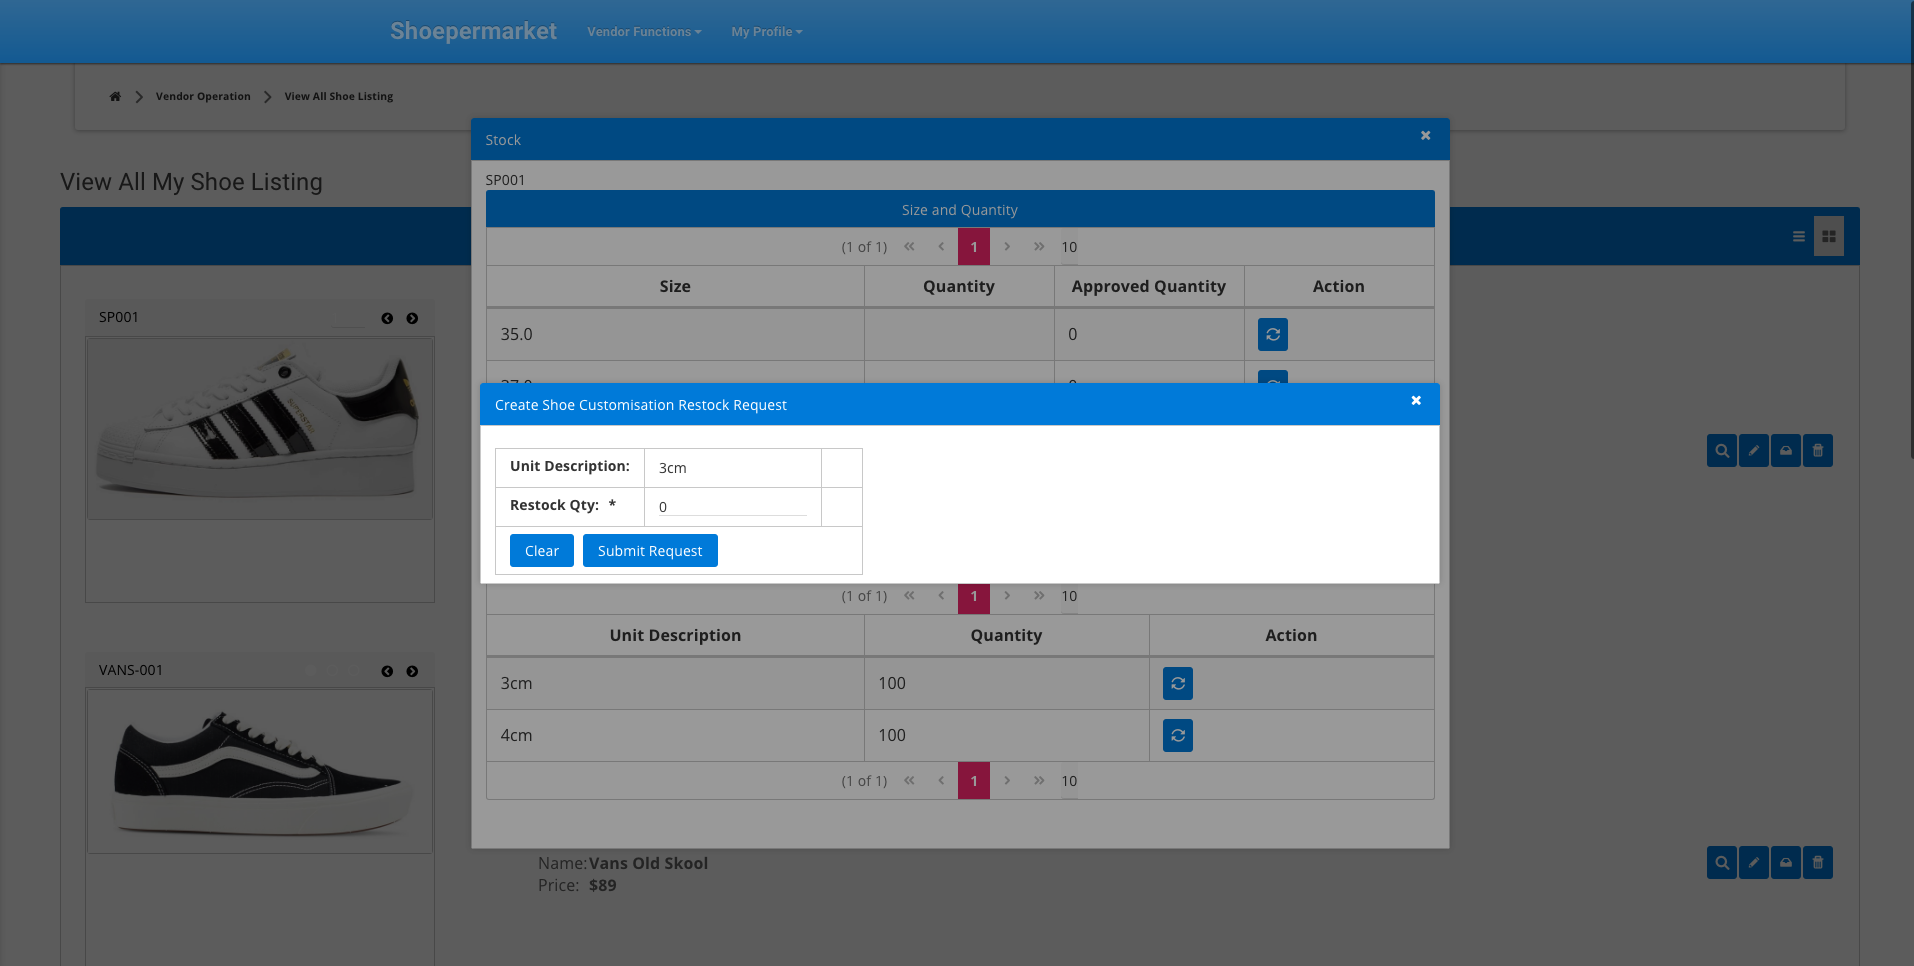 Shoepermarket Vendor Functions My Profile
Vendor Operation View All Shoe Listing
Stock
SP001
View All My Shoe Listing
Size and Quantity
(1 of 1) 1 10
Size Quantity Approved Quantity Action
35.0 0
SP001
SUPERSTAR
Create Shoe Customisation Restock Request
Unit Description: 3cm
Restock Qty: * 0
Clear Submit Request
(1 of 1) 1 10
Unit Description Quantity Action
3cm 100
4cm 100
(1 of 1) 1 10
VANS-001
Name: Vans Old Skool
Price: $89